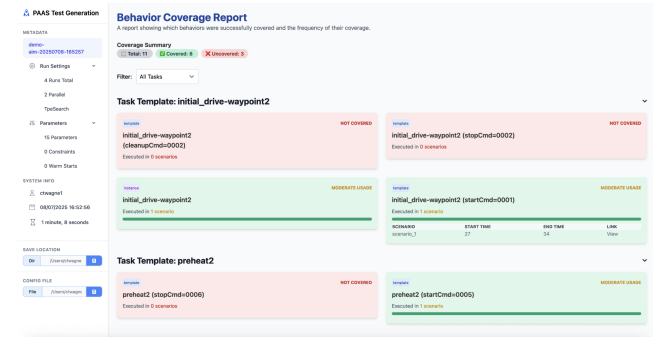 PAAS Test Generation
METADATA
demo-
aim-20250708-165257
Run Settings
4 Runs Total
2 Parallel
TpeSearch
Parameters
15 Parameters
0 Constraints
0 Warm Starts
SYSTEM INFO
ctwagne1
08/07/2025 16:52:56
1 minute, 8 seconds
SAVE LOCATION
Dir /Users/ctwagne
CONFIG FILE
File /Users/ctwagne
Behavior Coverage Report
A report showing which behaviors were successfully covered and the frequency of their coverage.
Coverage Summary
Total: 11 Covered: 8 Uncovered: 3
Filter: All Tasks
Task Template: initial_drive-waypoint2
template NOT COVERED
initial_drive-waypoint2
(cleanupCmd=0002)
Executed in 0 scenarios
template NOT COVERED
initial_drive-waypoint2 (stopCmd=0002)
Executed in 0 scenarios
instance MODERATE USAGE
initial_drive-waypoint2
Executed in 1 scenario
template MODERATE USAGE
initial_drive-waypoint2 (startCmd=0001)
Executed in 1 scenario
SCENARIO START TIME END TIME LINK
scenario_1 27 34 View
Task Template: preheat2
template NOT COVERED
preheat2 (stopCmd=0006)
Executed in 0 scenarios
template MODERATE USAGE
preheat2 (startCmd=0005)
Executed in 1 scenario